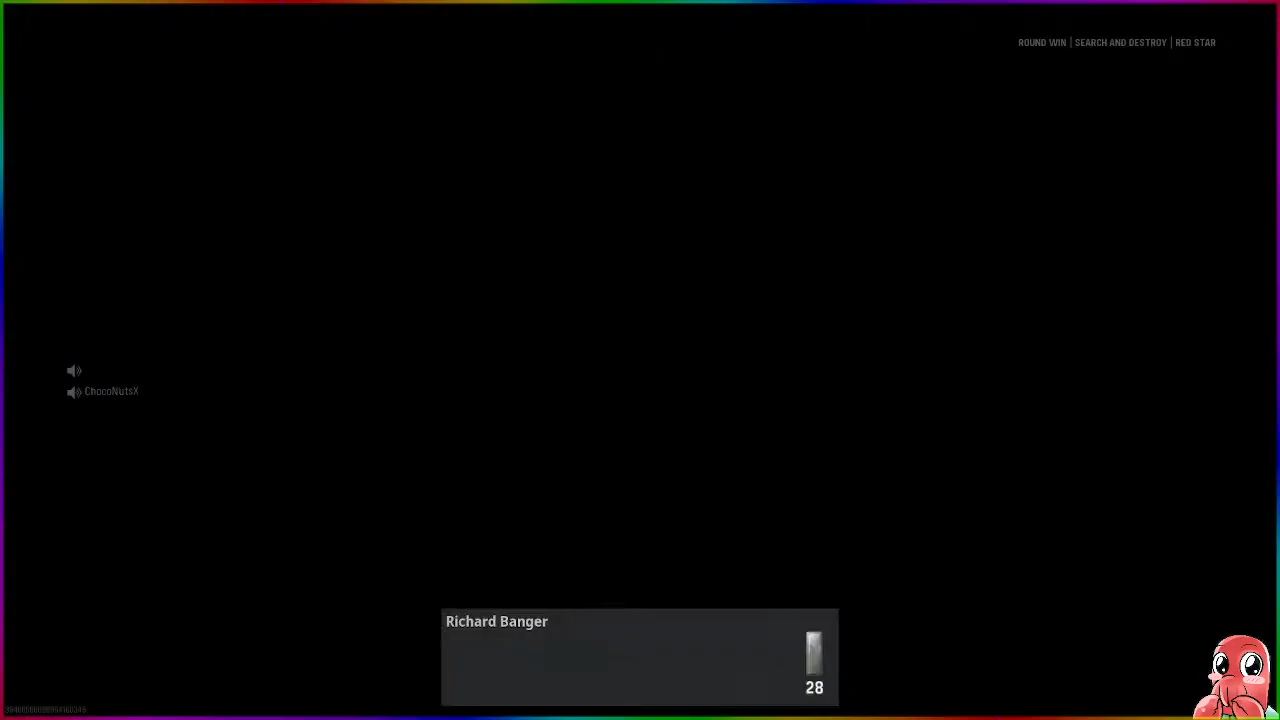 ROUND WIN | SEARCH AND DESTROY | RED STAR
ChocoNutsX
Richard Banger
28